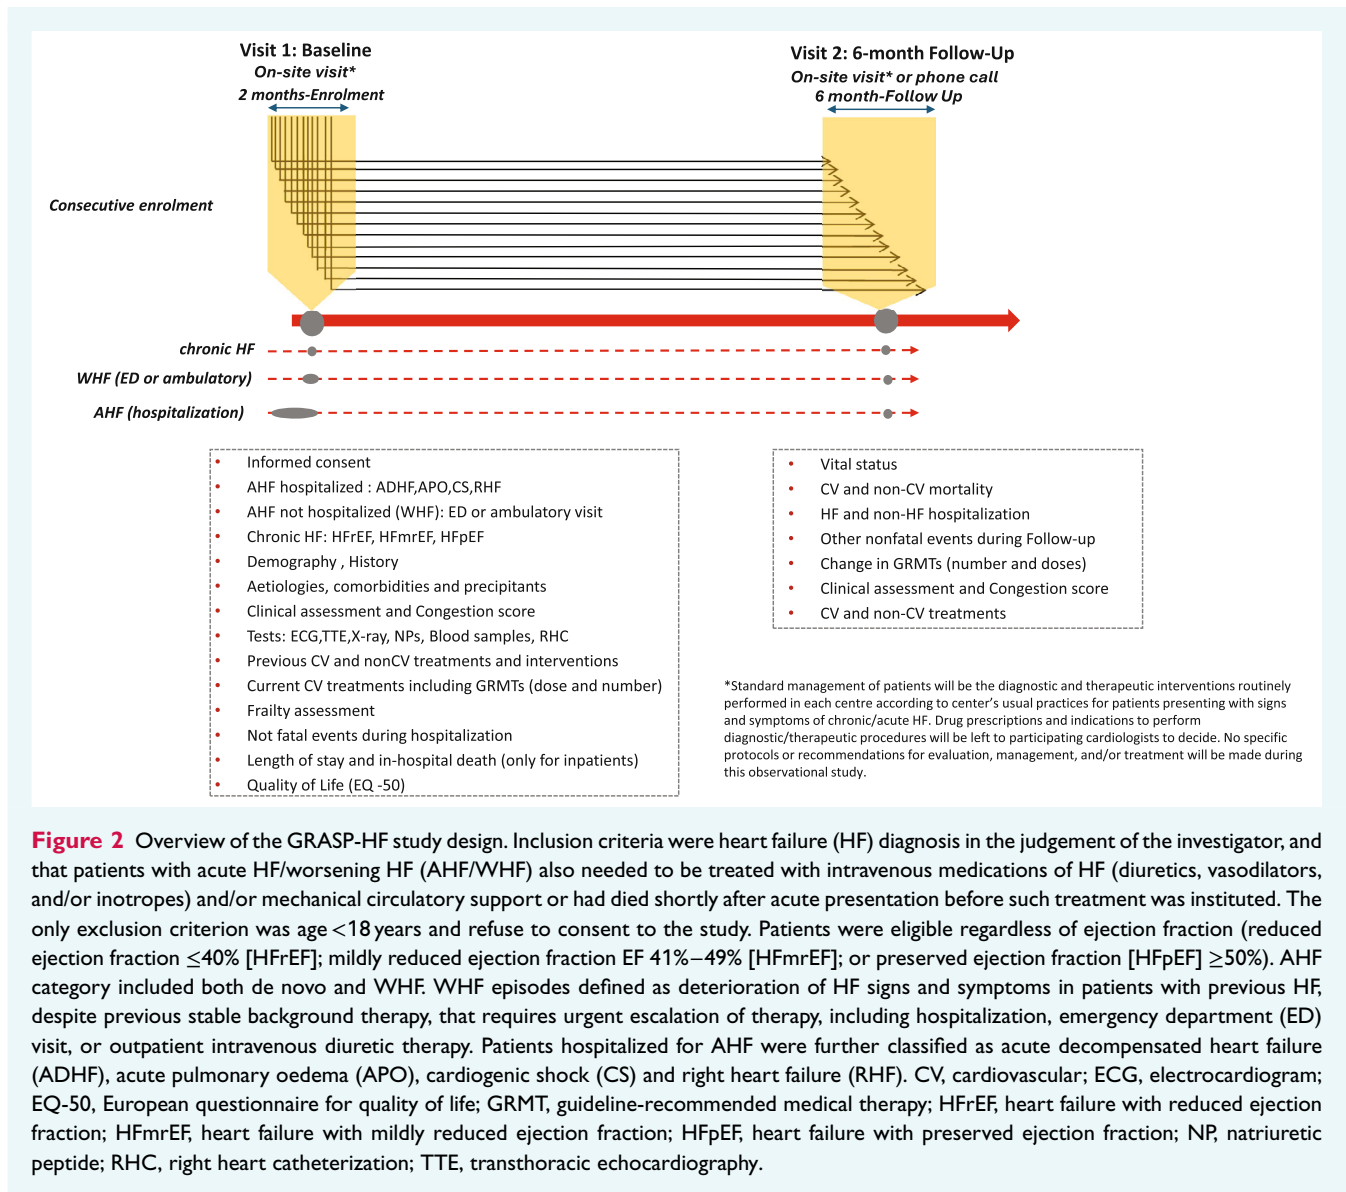 Visit 1: Baseline
On-site visit*
2 months-Enrolment
Visit 2: 6-month Follow-Up
On-site visit* or phone call
6 month-Follow Up
Consecutive enrolment
chronic HF
WHF (ED or ambulatory)
AHF (hospitalization)
• Informed consent
• AHF hospitalized : ADHF,APO,CS,RHF
• AHF not hospitalized (WHF): ED or ambulatory visit
• Chronic HF: HFrEF, HFmrEF, HFpEF
• Demography , History
• Aetiologies, comorbidities and precipitants
• Clinical assessment and Congestion score
• Tests: ECG,TTE,X-ray, NPs, Blood samples, RHC
• Previous CV and nonCV treatments and interventions
• Current CV treatments including GRMTs (dose and number)
• Frailty assessment
• Not fatal events during hospitalization
• Length of stay and in-hospital death (only for inpatients)
• Quality of Life (EQ -50)
• Vital status
• CV and non-CV mortality
• HF and non-HF hospitalization
• Other nonfatal events during Follow-up
• Change in GRMTs (number and doses)
• Clinical assessment and Congestion score
• CV and non-CV treatments
*Standard management of patients will be the diagnostic and therapeutic interventions routinely
performed in each centre according to center's usual practices for patients presenting with signs
and symptoms of chronic/acute HF. Drug prescriptions and indications to perform
diagnostic/therapeutic procedures will be left to participating cardiologists to decide. No specific
protocols or recommendations for evaluation, management, and/or treatment will be made during
this observational study.
Figure 2 Overview of the GRASP-HF study design. Inclusion criteria were heart failure (HF) diagnosis in the judgement of the investigator, and
that patients with acute HF/worsening HF (AHF/WHF) also needed to be treated with intravenous medications of HF (diuretics, vasodilators,
and/or inotropes) and/or mechanical circulatory support or had died shortly after acute presentation before such treatment was instituted. The
only exclusion criterion was age <18 years and refuse to consent to the study. Patients were eligible regardless of ejection fraction (reduced
ejection fraction ≤40% [HFrEF]; mildly reduced ejection fraction EF 41%–49% [HFmrEF]; or preserved ejection fraction [HFpEF] ≥50%). AHF
category included both de novo and WHF. WHF episodes defined as deterioration of HF signs and symptoms in patients with previous HF,
despite previous stable background therapy, that requires urgent escalation of therapy, including hospitalization, emergency department (ED)
visit, or outpatient intravenous diuretic therapy. Patients hospitalized for AHF were further classified as acute decompensated heart failure
(ADHF), acute pulmonary oedema (APO), cardiogenic shock (CS) and right heart failure (RHF). CV, cardiovascular; ECG, electrocardiogram;
EQ-50, European questionnaire for quality of life; GRMT, guideline-recommended medical therapy; HFrEF, heart failure with reduced ejection
fraction; HFmrEF, heart failure with mildly reduced ejection fraction; HFpEF, heart failure with preserved ejection fraction; NP, natriuretic
peptide; RHC, right heart catheterization; TTE, transthoracic echocardiography.